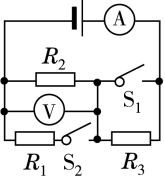 A
R₂
S₁
V
R₁ S₂ R₃